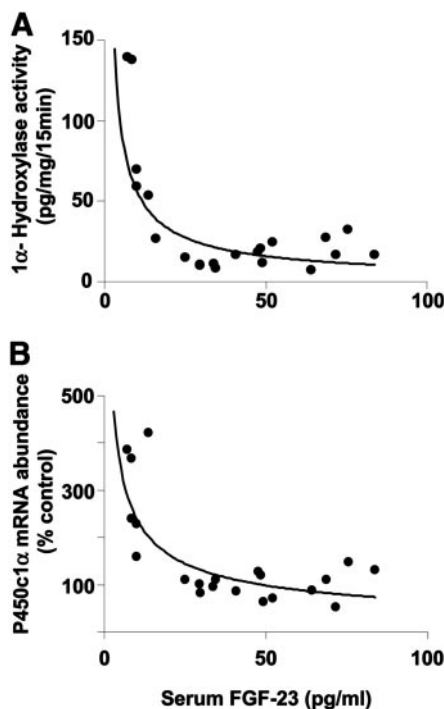 A
1α- Hydroxylase activity
(pg/mg/15min)
150
100
50
0
0
50
100
B
P450c1α mRNA abundance
(% control)
500
300
100
0
50
100
Serum FGF-23 (pg/ml)